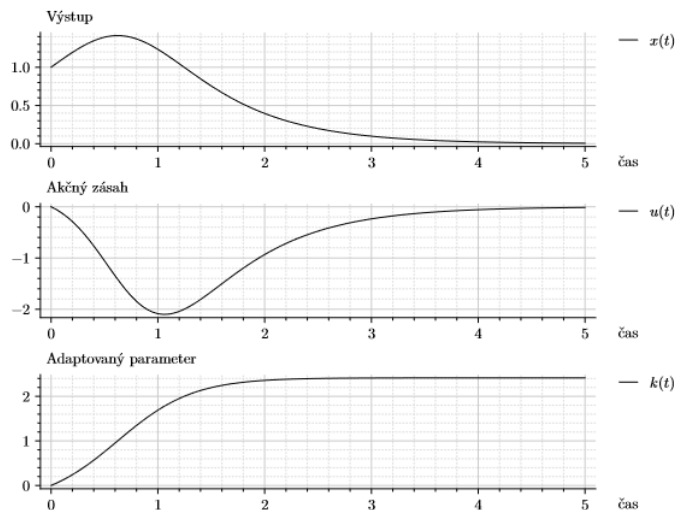 Výstup
x(t)
1.0
0.5
0.0
0 1 2 3 4 5
čas
Akčný zásah
u(t)
0
−1
−2
0 1 2 3 4 5
čas
Adaptovaný parameter
k(t)
2
1
0
0 1 2 3 4 5
čas